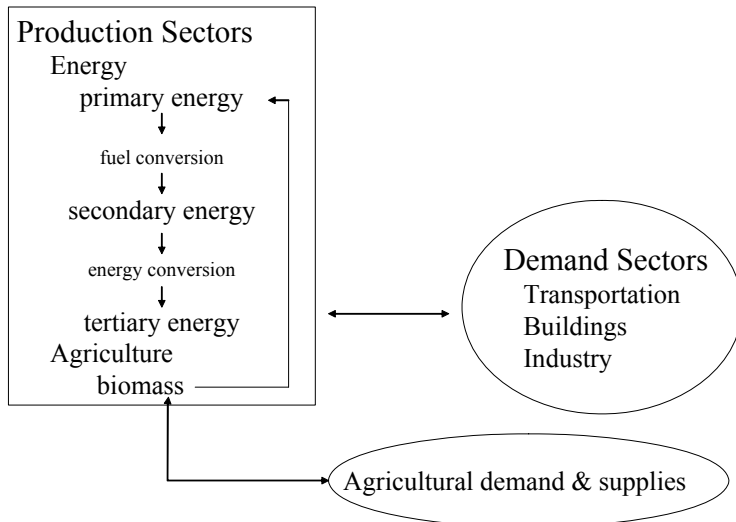 Production Sectors
Energy
primary energy
fuel conversion
secondary energy
energy conversion
tertiary energy
Agriculture
biomass
Demand Sectors
Transportation
Buildings
Industry
Agricultural demand & supplies